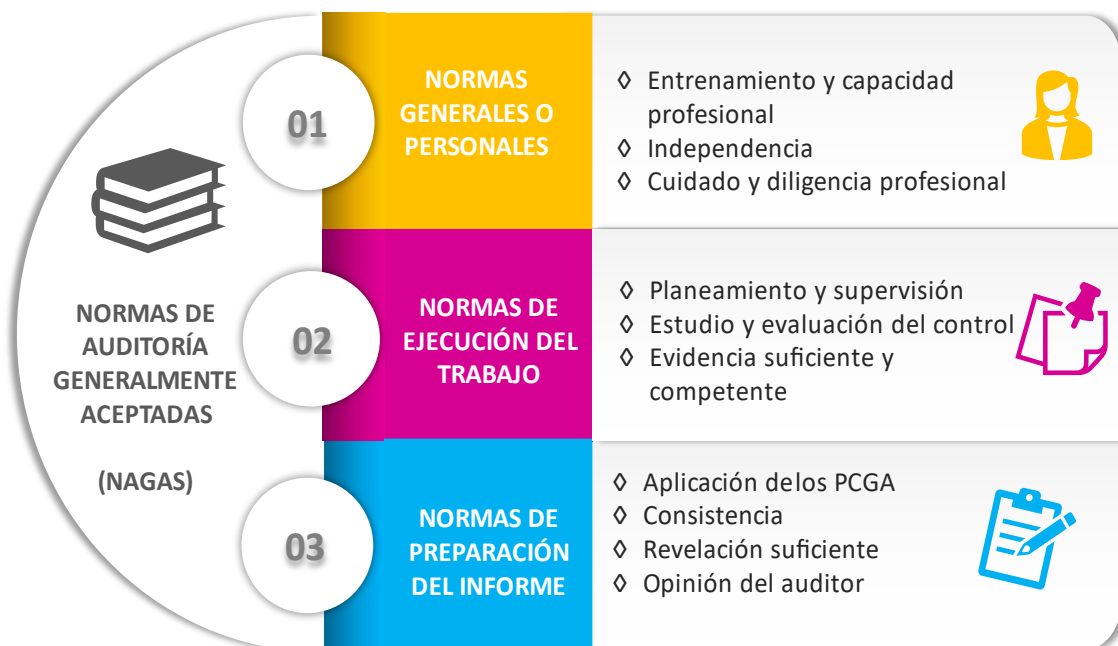 NORMAS DE
AUDITORÍA
GENERALMENTE
ACEPTADAS
(NAGAS)
01
NORMAS
GENERALES O
PERSONALES
◊ Entrenamiento y capacidad
profesional
◊ Independencia
◊ Cuidado y diligencia profesional
02
NORMAS DE
EJECUCIÓN DEL
TRABAJO
◊ Planeamiento y supervisión
◊ Estudio y evaluación del control
◊ Evidencia suficiente y
competente
03
NORMAS DE
PREPARACIÓN
DEL INFORME
◊ Aplicación delos PCGA
◊ Consistencia
◊ Revelación suficiente
◊ Opinión del auditor